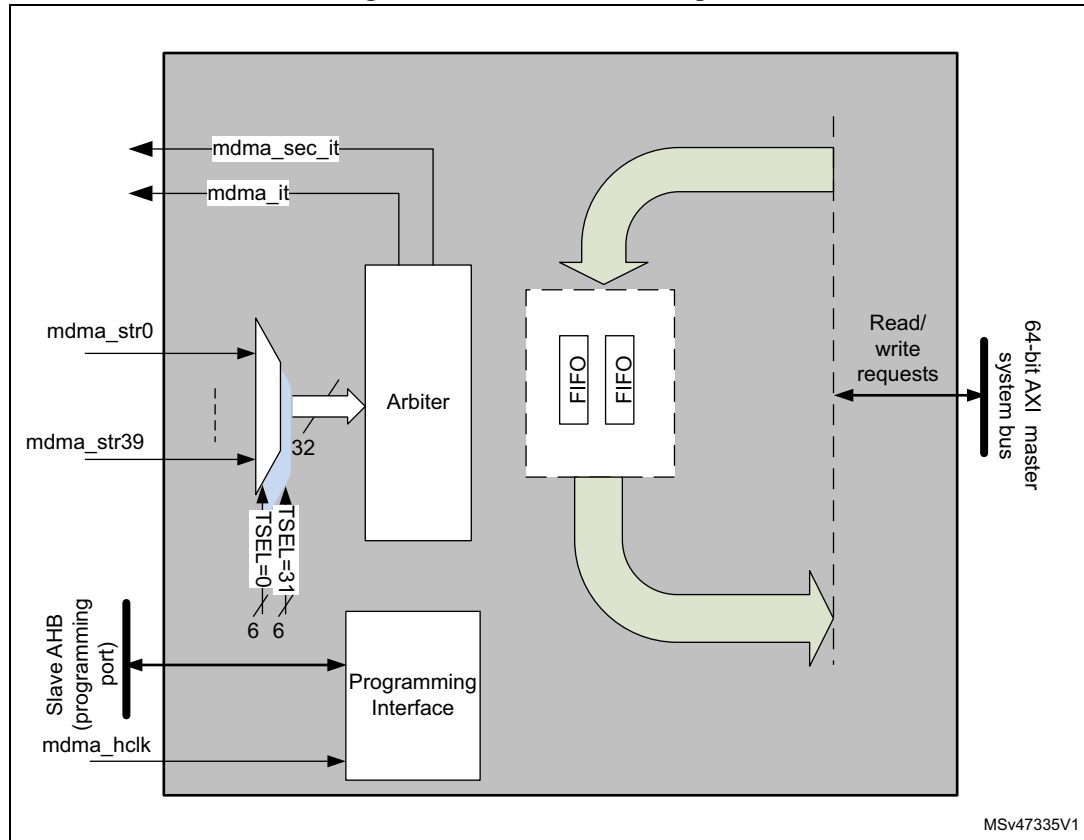 mdma_sec_it
mdma_it
mdma_str0
mdma_str39
32
Arbiter
TSEL=0
TSEL=31
6
6
FIFO
FIFO
Read/
write
requests
64-bit AXI master
system bus
Slave AHB
(programming
port)
Programming
Interface
mdma_hclk
MSv47335V1